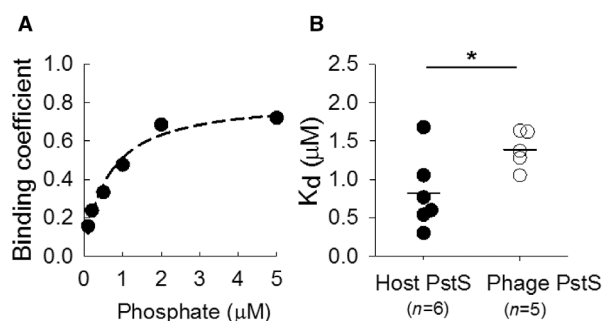 A
Binding coefficient
1.0
0.8
0.6
0.4
0.2
0.0
0 1 2 3 4 5
Phosphate (μM)
B
*
Kd (μM)
2.5
2.0
1.5
1.0
0.5
0.0
Host PstS Phage PstS
(n=6) (n=5)